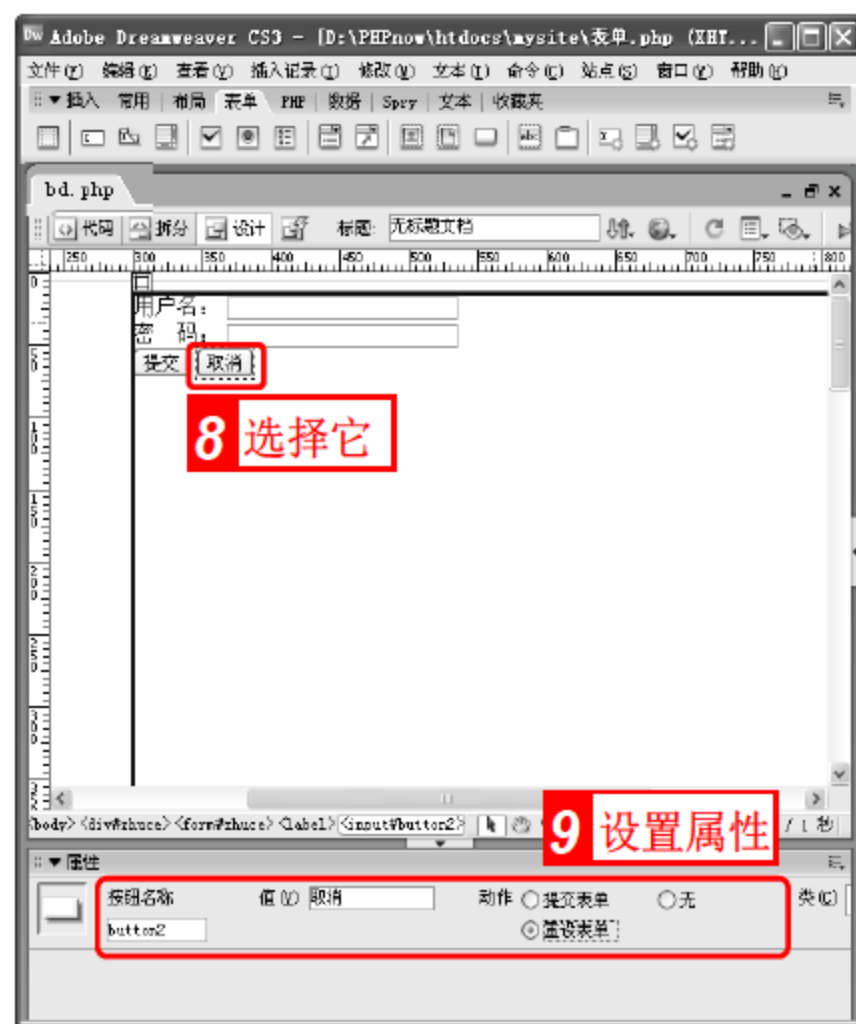 Dw Adobe Dreamweaver CS3 - [D:\PHPnow\htdocs\mysite\表单.php (XHT...
文件(F) 编辑(E) 查看(V) 插入记录(I) 修改(M) 文本(T) 命令(C) 站点(S) 窗口(W) 帮助(H)
插入 常用 布局 表单 PHP 数据 Spry 文本 收藏夹
bd.php
代码 拆分 设计 标题: 无标题文档
250 300 350 400 450 500 550 600 650 700 750 800
用户名:
密 码:
提交 取消
8 选择它
<body> <div#zhuce> <form#zhuce> <label> <input#button2>
/ 1 秒
9 设置属性
属性
按钮名称 值(V) 取消 动作 提交表单 无 类(C)
button2 重设表单